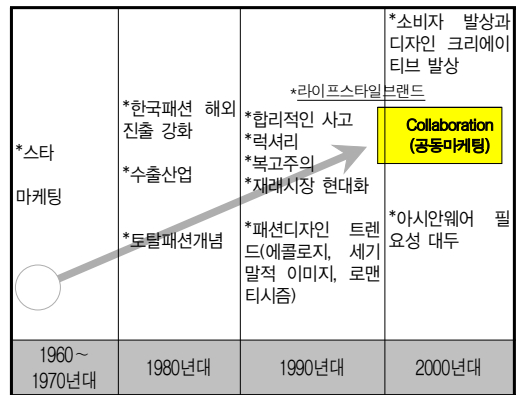 *스타
마케팅
*한국패션 해외
진출 강화
*수출산업
*토탈패션개념
*라이프스타일브랜드
*합리적인 사고
*럭셔리
*복고주의
*재래시장 현대화
*패션디자인 트렌
드(에콜로지, 세기
말적 이미지, 로맨
티시즘)
*소비자 발상과
디자인 크리에이
티브 발상
Collaboration
(공동마케팅)
*아시안웨어 필
요성 대두
1960~
1970년대
1980년대
1990년대
2000년대